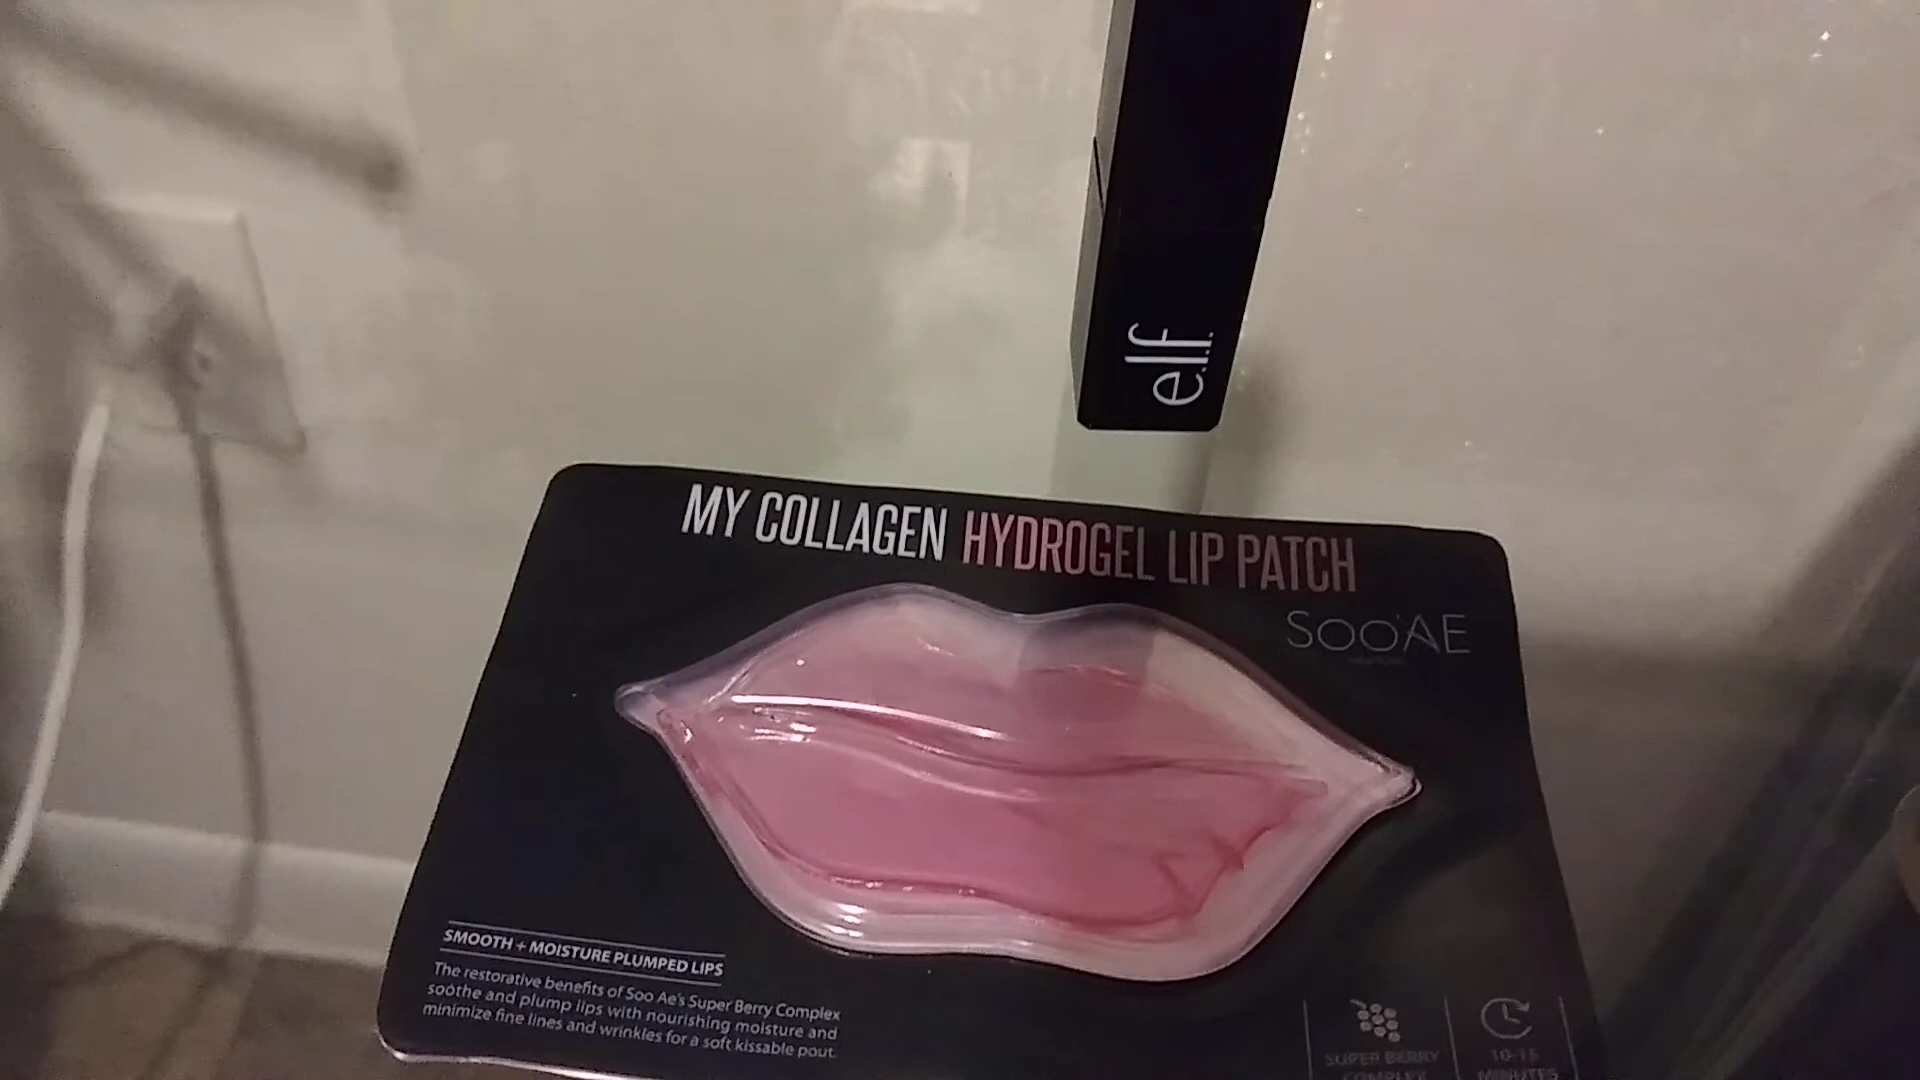 e.l.f.
MY COLLAGEN HYDROGEL LIP PATCH
SOO'AE
SMOOTH + MOISTURE PLUMPED LIPS
The restorative benefits of Soo Ae's Super Berry Complex
soothe and plump lips with nourishing moisture and
minimize fine lines and wrinkles for a soft kissable pout.
SUPER BERRY
COMPLEX
10-15
MINUTES